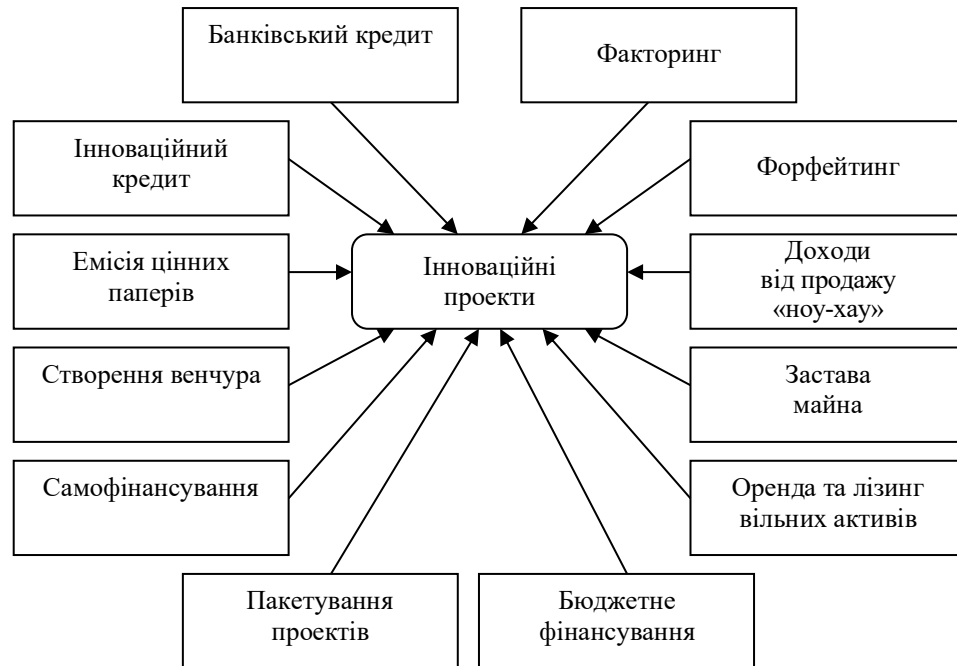 Банківський кредит
Факторинг
Інноваційний
кредит
Форфейтинг
Емісія цінних
паперів
Інноваційні
проекти
Доходи
від продажу
«ноу-хау»
Створення венчура
Застава
майна
Самофінансування
Оренда та лізинг
вільних активів
Пакетування
проектів
Бюджетне
фінансування